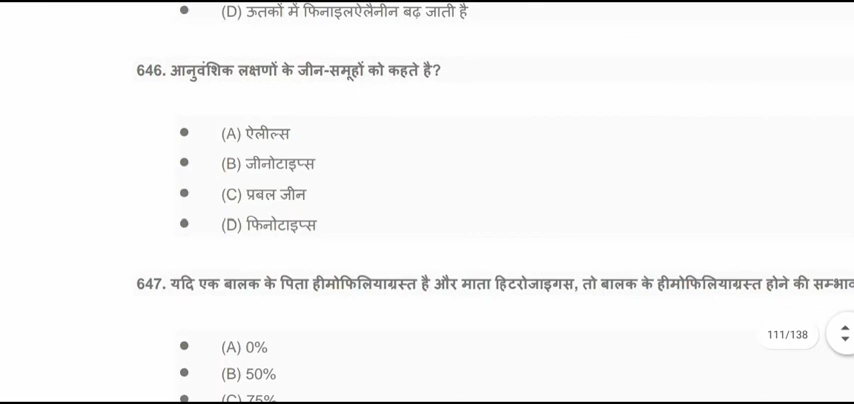 (D) ऊतकों में फिनाइलऐलेनीन बढ़ जाती है
646. आनुवंशिक लक्षणों के जीन-समूहों को कहते है?
(A) ऐलील्स
(B) जीनोटाइप्स
(C) प्रबल जीन
(D) फिनोटाइप्स
647. यदि एक बालक के पिता हीमोफिलियाग्रस्त है और माता हिटरोजाइगस, तो बालक के हीमोफिलियाग्रस्त होने की सम्भाव
111/138
(A) 0%
(B) 50%
(C) 75%